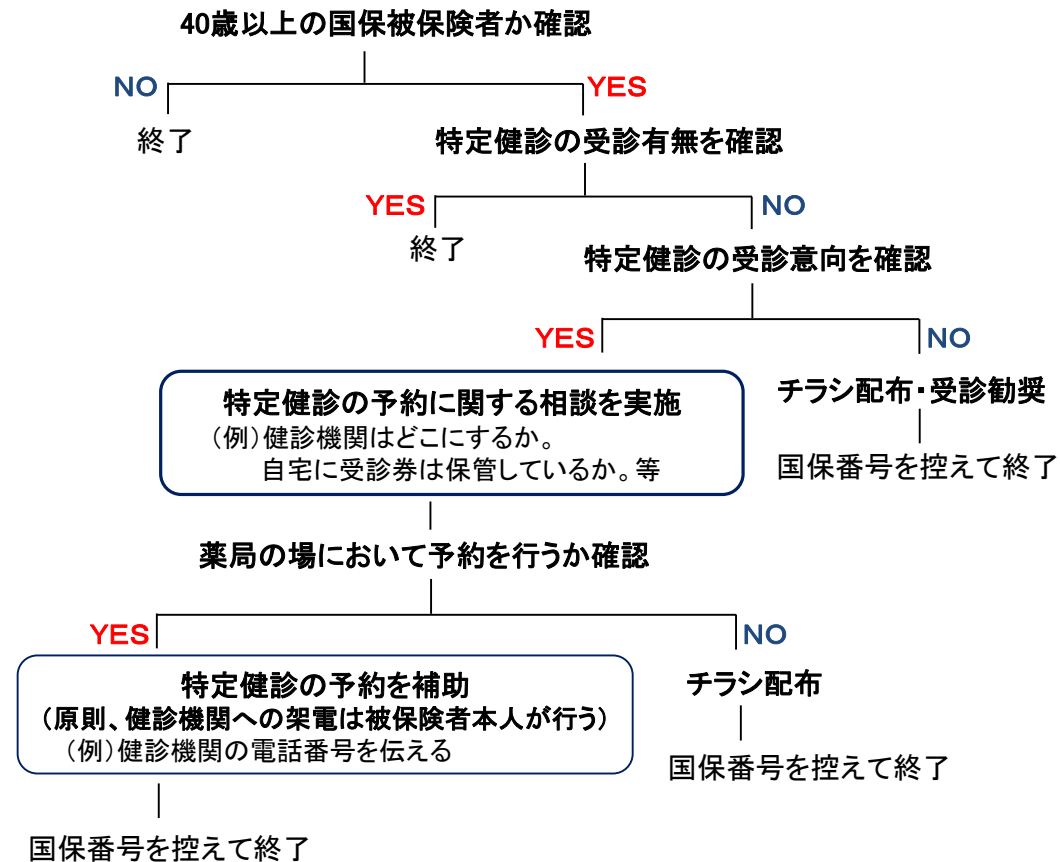 40歳以上の国保被保険者か確認
NO
YES
終了
特定健診の受診有無を確認
YES
NO
終了
特定健診の受診意向を確認
YES
NO
特定健診の予約に関する相談を実施
（例）健診機関はどこにするか。
自宅に受診券は保管しているか。等
チラシ配布・受診勧奨
国保番号を控えて終了
薬局の場において予約を行うか確認
YES
NO
特定健診の予約を補助
（原則、健診機関への架電は被保険者本人が行う）
（例）健診機関の電話番号を伝える
チラシ配布
国保番号を控えて終了
国保番号を控えて終了